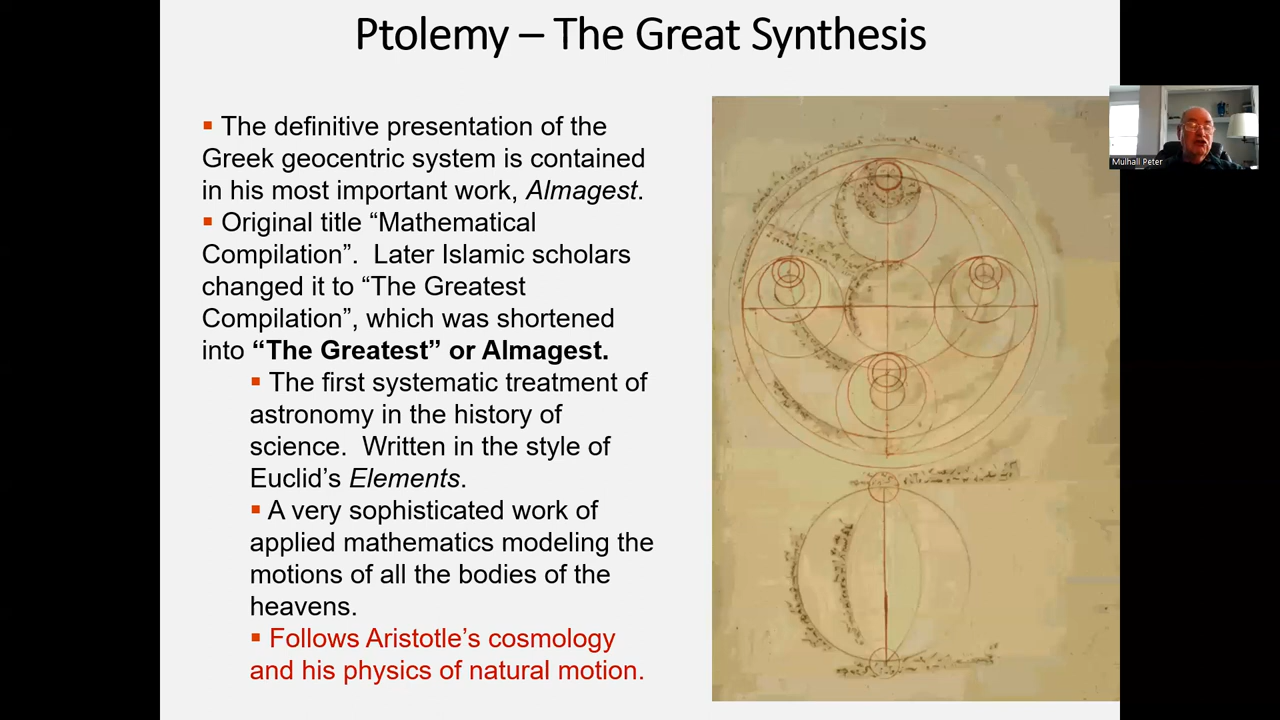 Ptolemy – The Great Synthesis
▪ The definitive presentation of the
Greek geocentric system is contained
in his most important work, Almagest.
▪ Original title “Mathematical
Compilation”.  Later Islamic scholars
changed it to “The Greatest
Compilation”, which was shortened
into “The Greatest” or Almagest.
▪ The first systematic treatment of
astronomy in the history of
science.  Written in the style of
Euclid’s Elements.
▪ A very sophisticated work of
applied mathematics modeling the
motions of all the bodies of the
heavens.
▪ Follows Aristotle’s cosmology
and his physics of natural motion.
Mulhall Peter